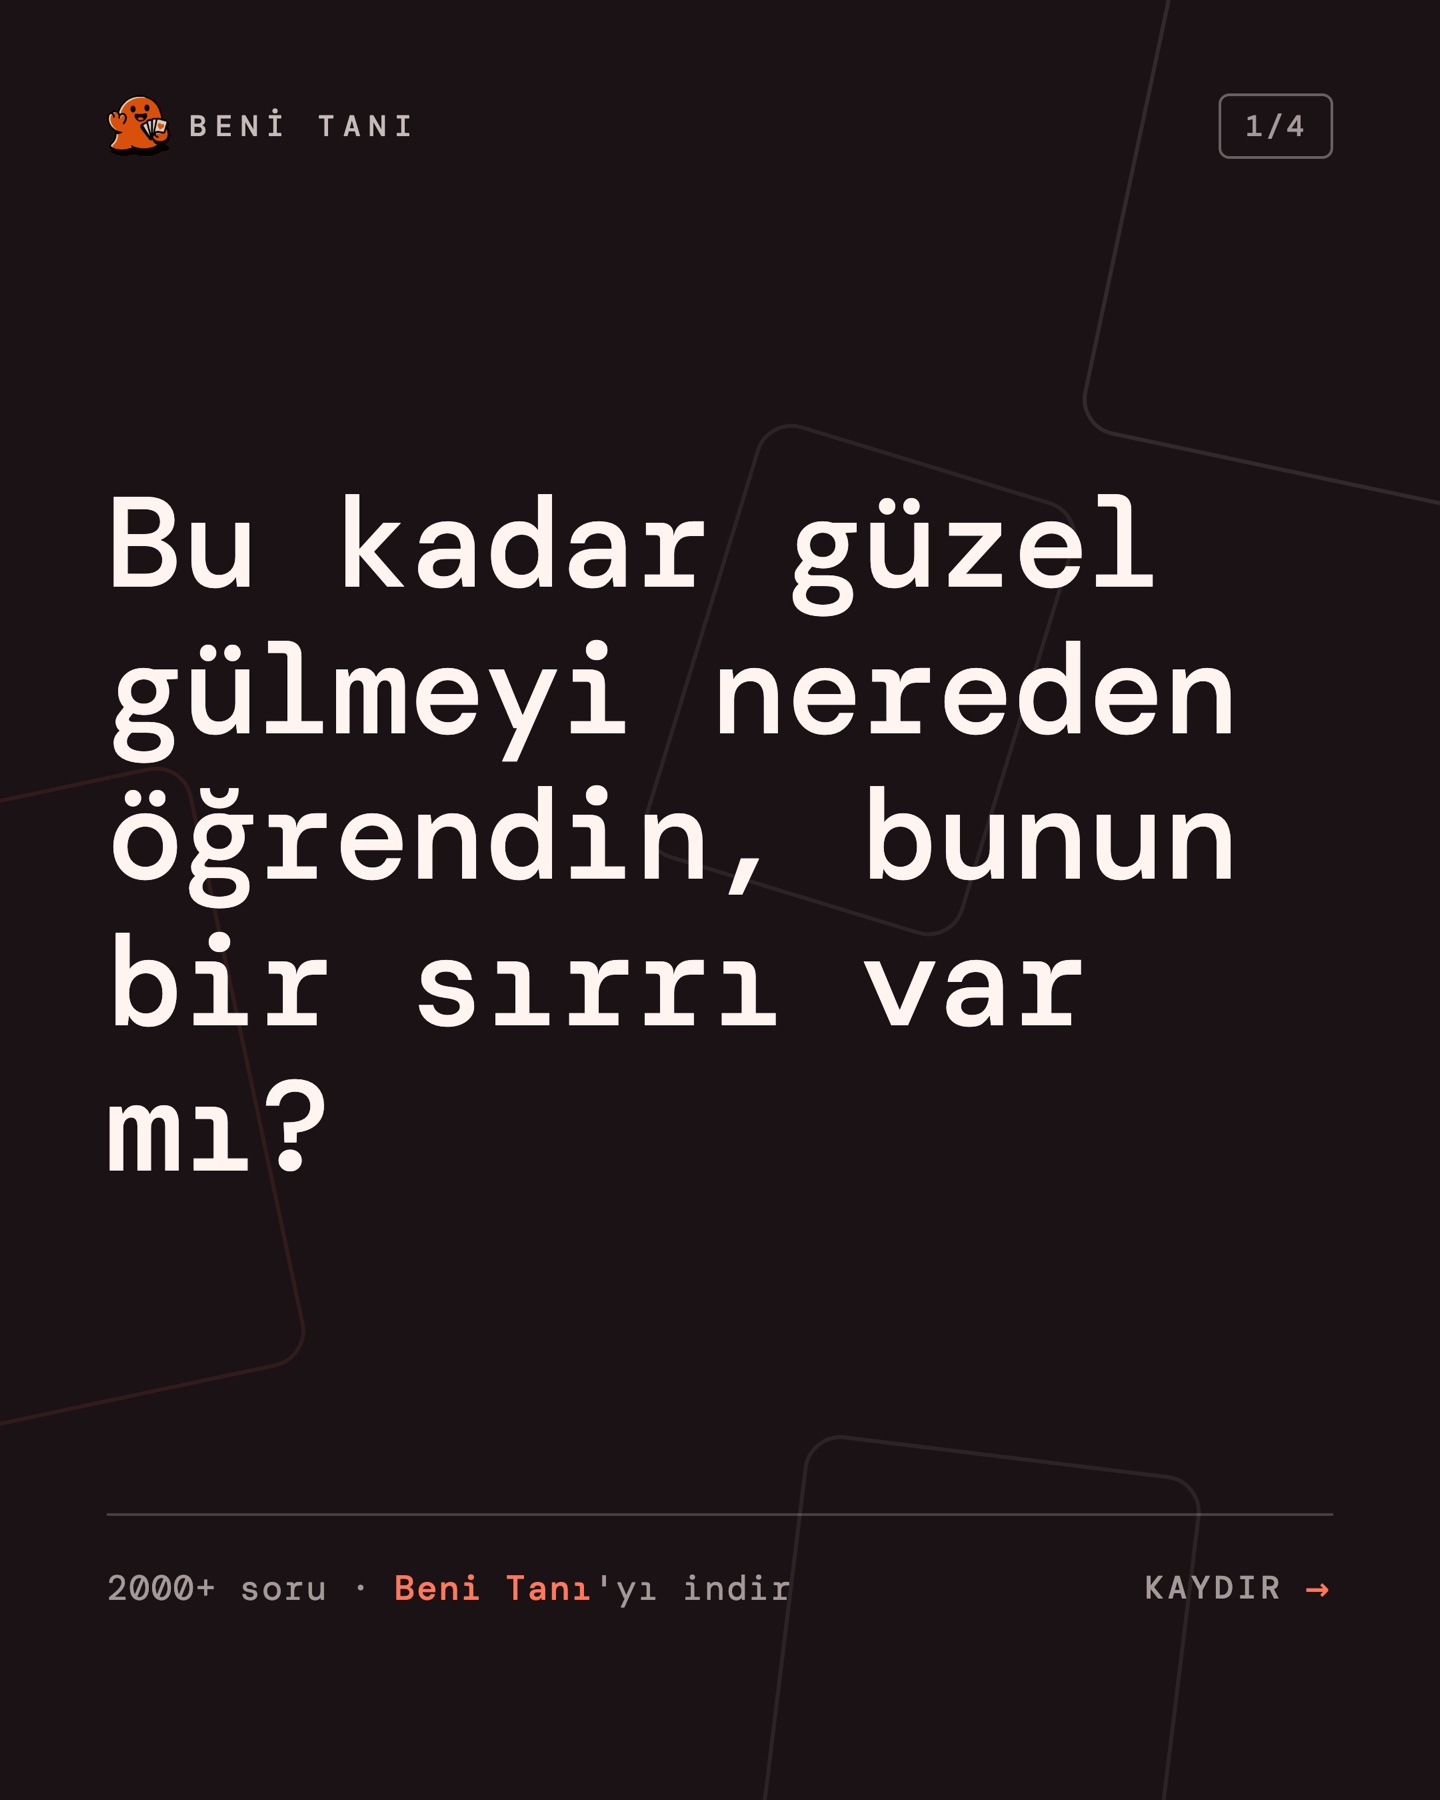 BENİ TANI
1/4
Bu kadar güzel
gülmeyi nereden
öğrendin, bunun
bir sırrı var
mı?
2000+ soru · Beni Tanı'yı indir
KAYDIR →